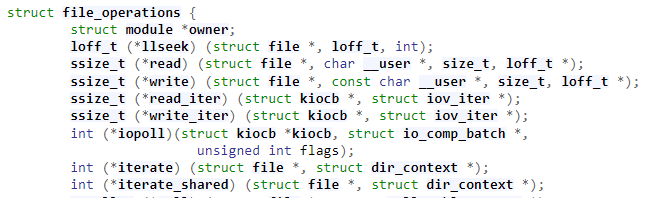 struct file_operations {
struct module *owner;
loff_t (*llseek) (struct file *, loff_t, int);
ssize_t (*read) (struct file *, char __user *, size_t, loff_t *);
ssize_t (*write) (struct file *, const char __user *, size_t, loff_t *);
ssize_t (*read_iter) (struct kiocb *, struct iov_iter *);
ssize_t (*write_iter) (struct kiocb *, struct iov_iter *);
int (*iopoll)(struct kiocb *kiocb, struct io_comp_batch *,
unsigned int flags);
int (*iterate) (struct file *, struct dir_context *);
int (*iterate_shared) (struct file *, struct dir_context *);